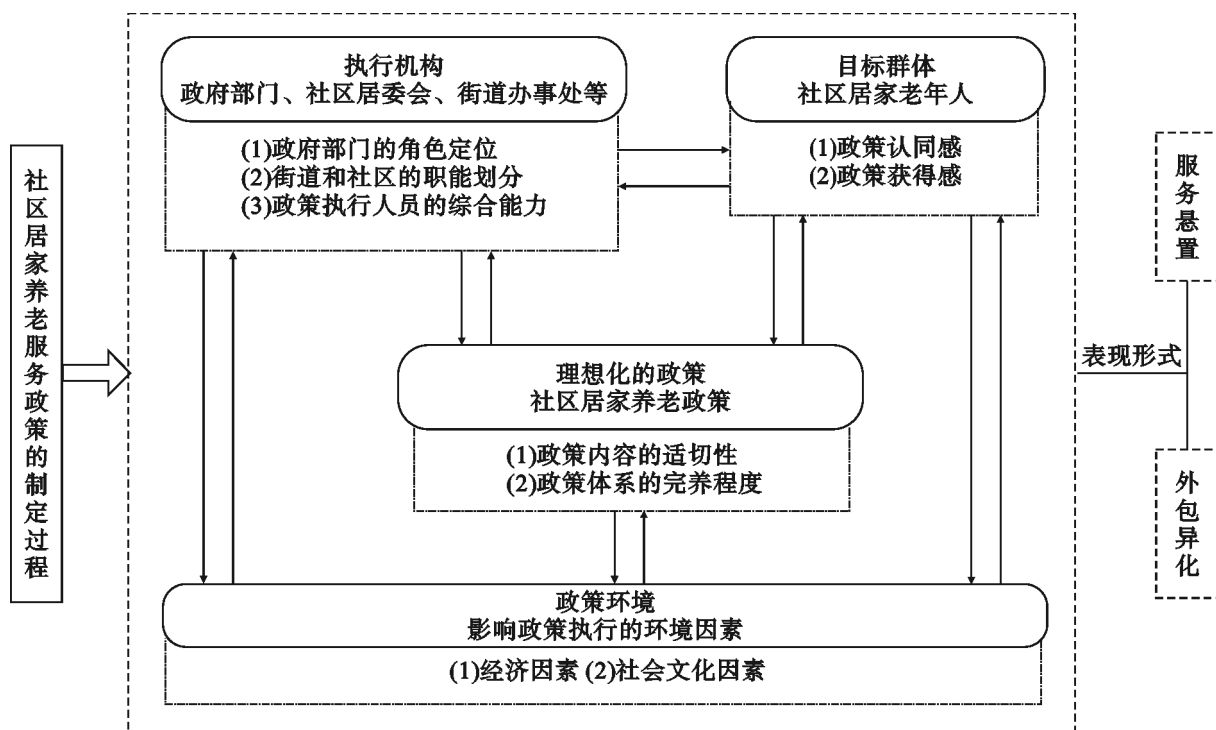 社区居家养老服务政策的制定过程
执行机构
政府部门、社区居委会、街道办事处等
(1)政府部门的角色定位
(2)街道和社区的职能划分
(3)政策执行人员的综合能力
目标群体
社区居家老年人
(1)政策认同感
(2)政策获得感
理想化的政策
社区居家养老政策
(1)政策内容的适切性
(2)政策体系的完养程度
政策环境
影响政策执行的环境因素
(1)经济因素 (2)社会文化因素
表现形式
服务悬置
外包异化